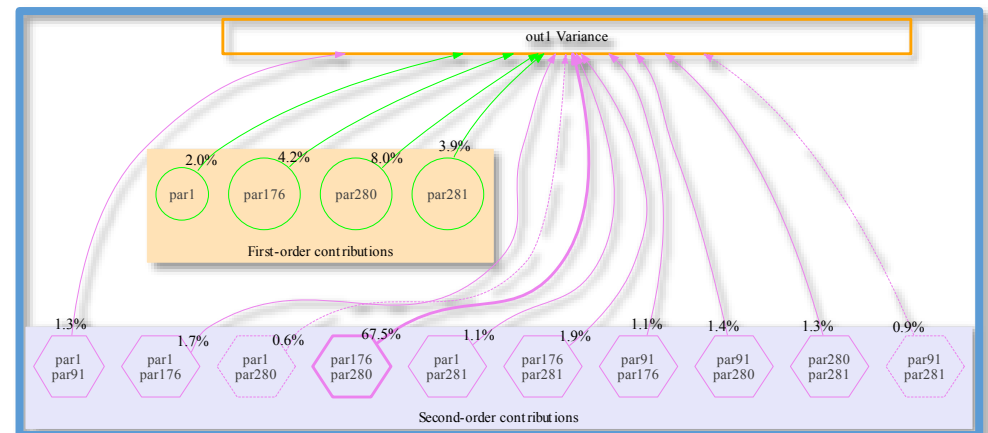 out1 Variance
2.0%
4.2%
8.0%
3.9%
par1
par176
par280
par281
First-order contributions
1.3%
1.7%
0.6%
67.5%
1.1%
1.9%
1.1%
1.4%
1.3%
0.9%
par1
par91
par1
par176
par1
par280
par176
par280
par1
par281
par176
par281
par91
par176
par91
par280
par280
par281
par91
par281
Second-order contributions